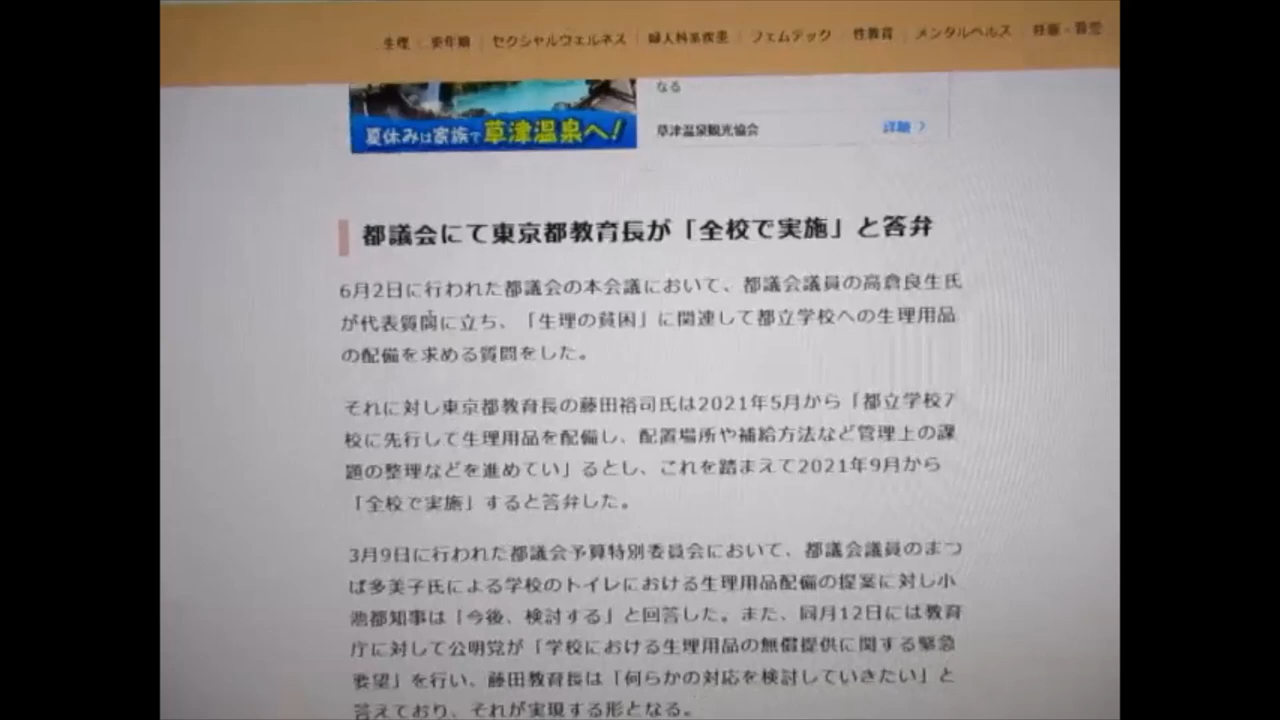 生理 更年期 セクシャルウェルネス 婦人科系疾患 フェムテック 性教育 メンタルヘルス 妊娠・
なる
夏休みは家族で草津温泉へ!
草津温泉観光協会 詳細 >
都議会にて東京都教育長が「全校で実施」と答弁
6月2日に行われた都議会の本会議において、都議会議員の高倉良生氏
が代表質問に立ち、「生理の貧困」に関連して都立学校への生理用品
の配備を求める質問をした。
それに対し東京都教育長の藤田裕司氏は2021年5月から「都立学校7
校に先行して生理用品を配備し、配置場所や補給方法など管理上の課
題の整理などを進めてい」るとし、これを踏まえて2021年9月から
「全校で実施」すると答弁した。
3月9日に行われた都議会予算特別委員会において、都議会議員のまつ
ば多美子氏による学校のトイレにおける生理用品配備の提案に対し小
池都知事は「今後、検討する」と回答した。また、同月12日には教育
庁に対して公明党が「学校における生理用品の無償提供に関する緊急
要望」を行い、藤田教育長は「何らかの対応を検討していきたい」と
答えており、それが実現する形となる。